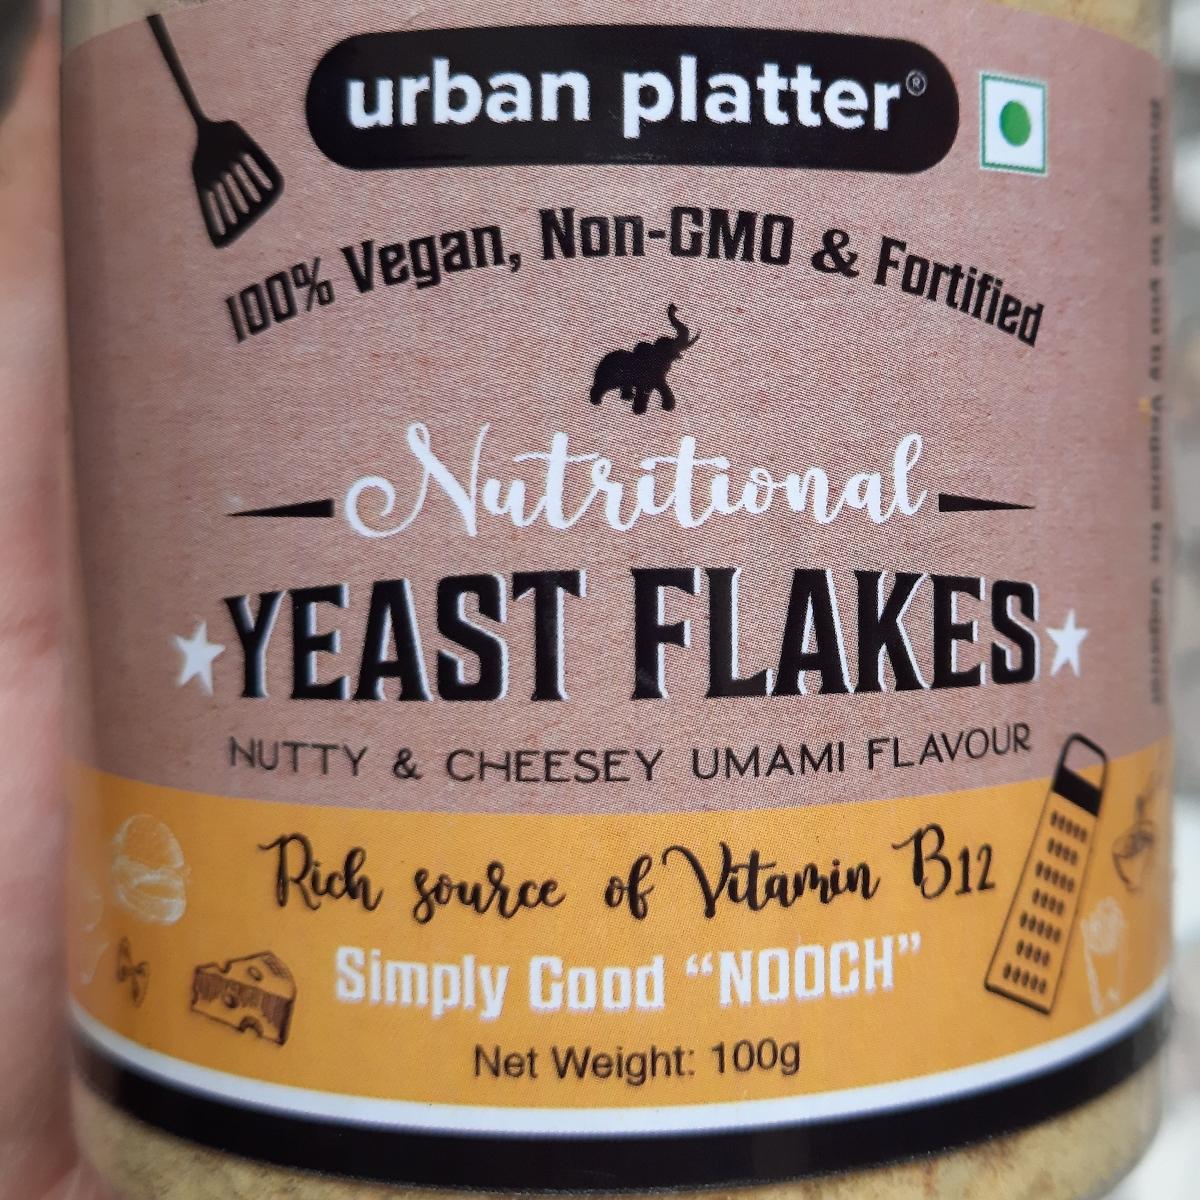 urban platter®
100% Vegan, Non-GMO & Fortified
Nutritional
YEAST FLAKES
NUTTY & CHEESEY UMAMI FLAVOUR
Rich source of Vitamin B12
Simply Good “NOOCH”
Net Weight: 100g